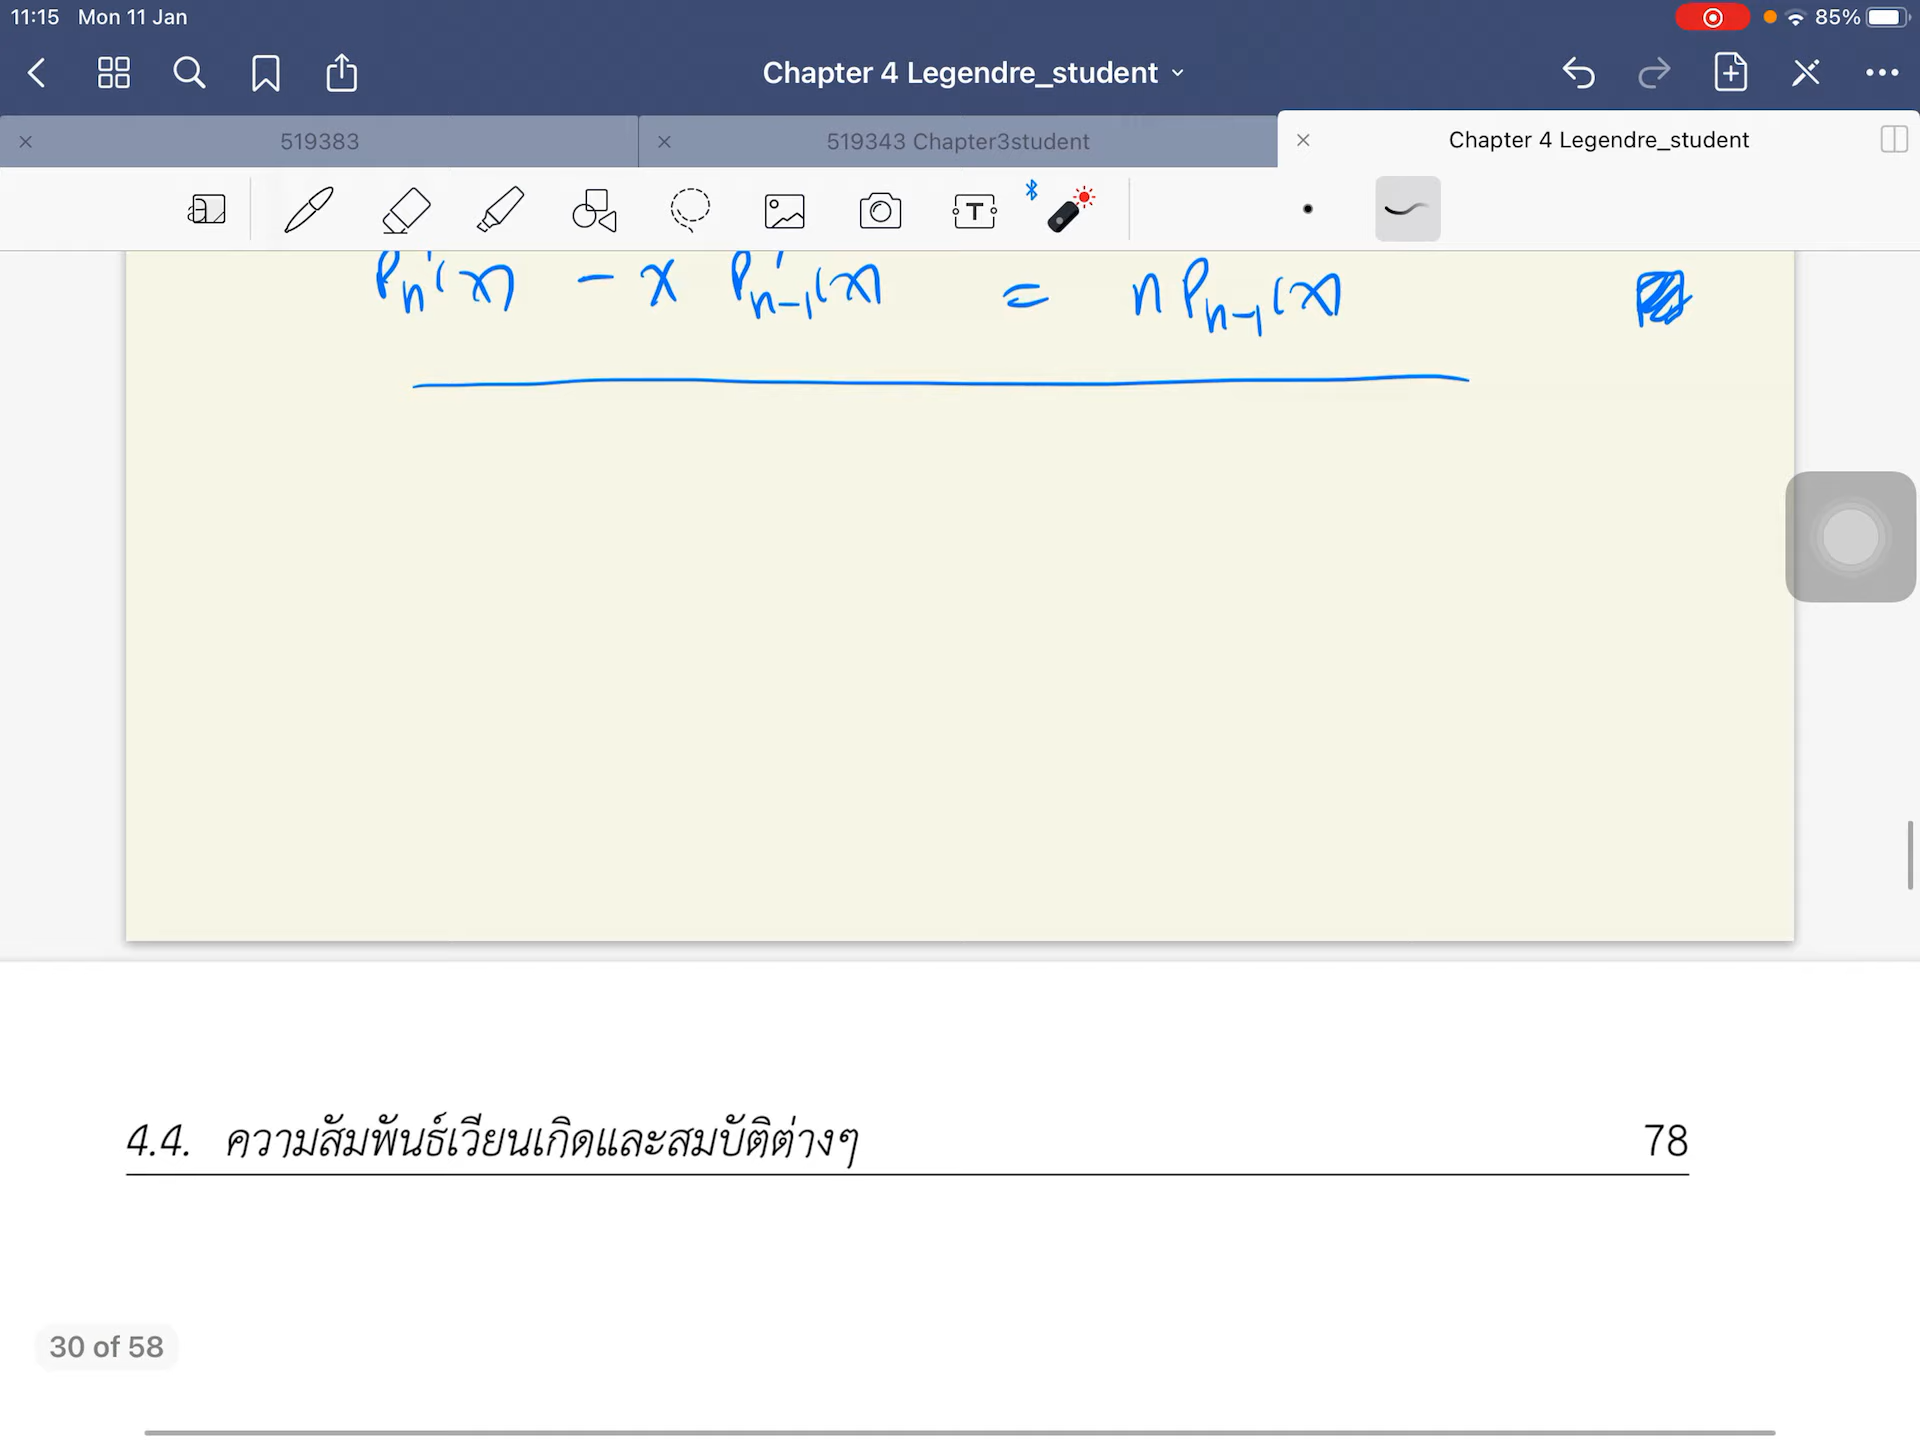 11:15 Mon 11 Jan 85%
Chapter 4 Legendre_student
519383 519343 Chapter3student Chapter 4 Legendre_student
Pn'(x) - x P'n-1(x) = n Pn-1(x)
4.4. ความสัมพันธ์เวียนเกิดและสมบัติต่างๆ 78
30 of 58